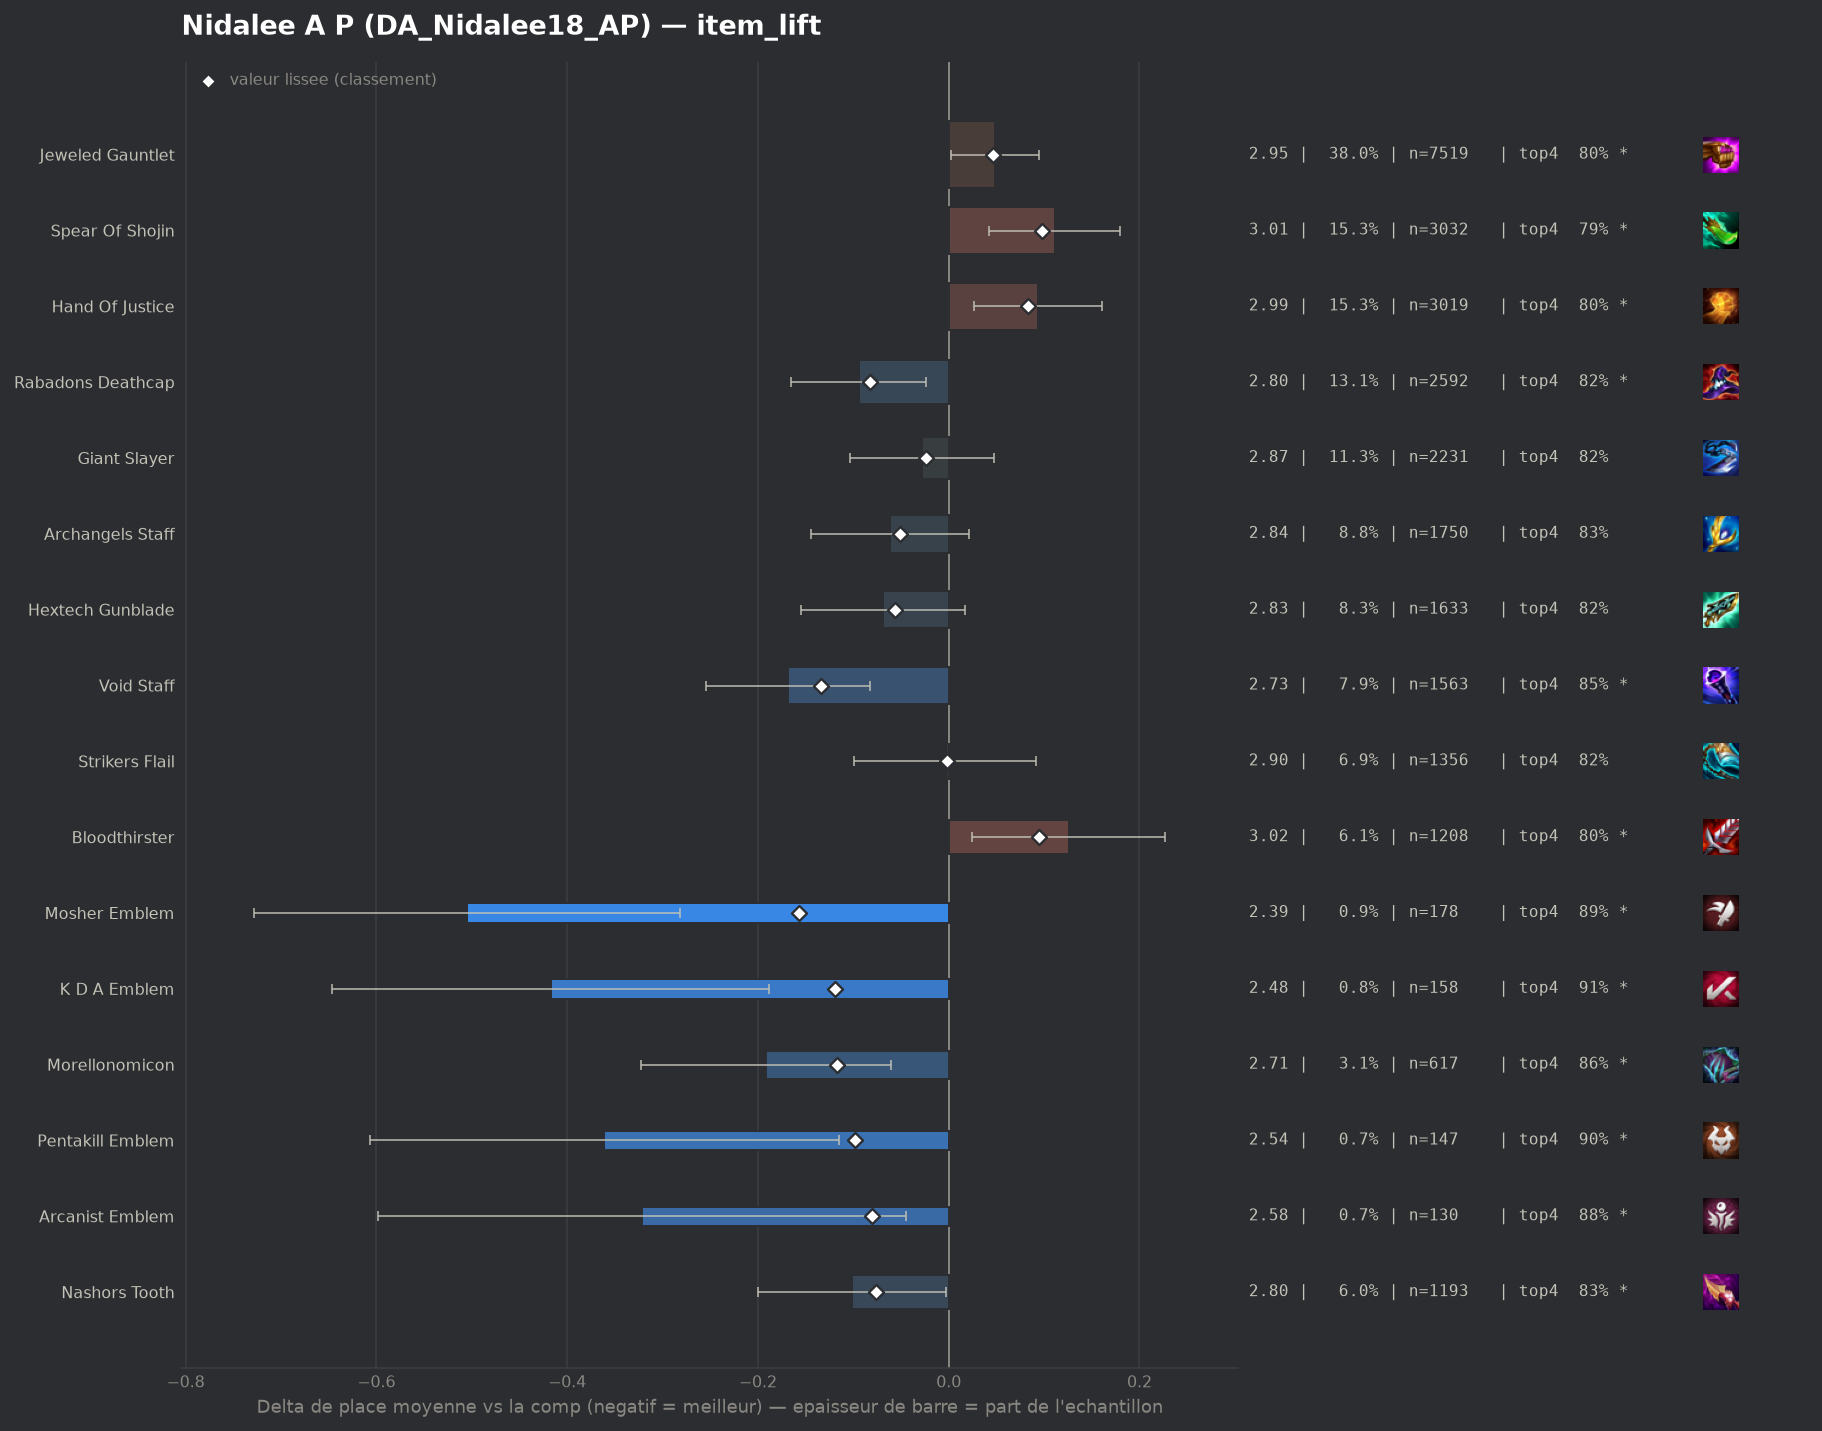 Nidalee A P (DA_Nidalee18_AP) — item_lift
valeur lissee (classement)
Jeweled Gauntlet 2.95 | 38.0% | n=7519 | top4 80% *
Spear Of Shojin 3.01 | 15.3% | n=3032 | top4 79% *
Hand Of Justice 2.99 | 15.3% | n=3019 | top4 80% *
Rabadons Deathcap 2.80 | 13.1% | n=2592 | top4 82% *
Giant Slayer 2.87 | 11.3% | n=2231 | top4 82%
Archangels Staff 2.84 | 8.8% | n=1750 | top4 83%
Hextech Gunblade 2.83 | 8.3% | n=1633 | top4 82%
Void Staff 2.73 | 7.9% | n=1563 | top4 85% *
Strikers Flail 2.90 | 6.9% | n=1356 | top4 82%
Bloodthirster 3.02 | 6.1% | n=1208 | top4 80% *
Mosher Emblem 2.39 | 0.9% | n=178 | top4 89% *
K D A Emblem 2.48 | 0.8% | n=158 | top4 91% *
Morellonomicon 2.71 | 3.1% | n=617 | top4 86% *
Pentakill Emblem 2.54 | 0.7% | n=147 | top4 90% *
Arcanist Emblem 2.58 | 0.7% | n=130 | top4 88% *
Nashors Tooth 2.80 | 6.0% | n=1193 | top4 83% *
−0.8 −0.6 −0.4 −0.2 0.0 0.2
Delta de place moyenne vs la comp (negatif = meilleur) — epaisseur de barre = part de l'echantillon